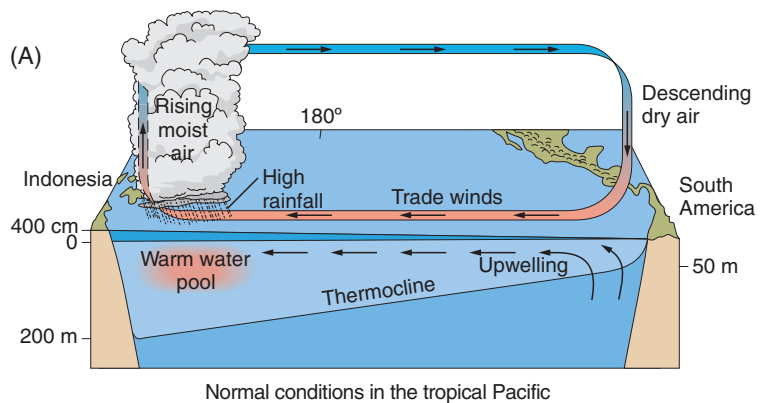 (A)
Rising
moist
air
180º
Descending
dry air
Indonesia
High
rainfall
Trade winds
South
America
400 cm
0
Warm water
pool
Upwelling
50 m
Thermocline
200 m
Normal conditions in the tropical Pacific